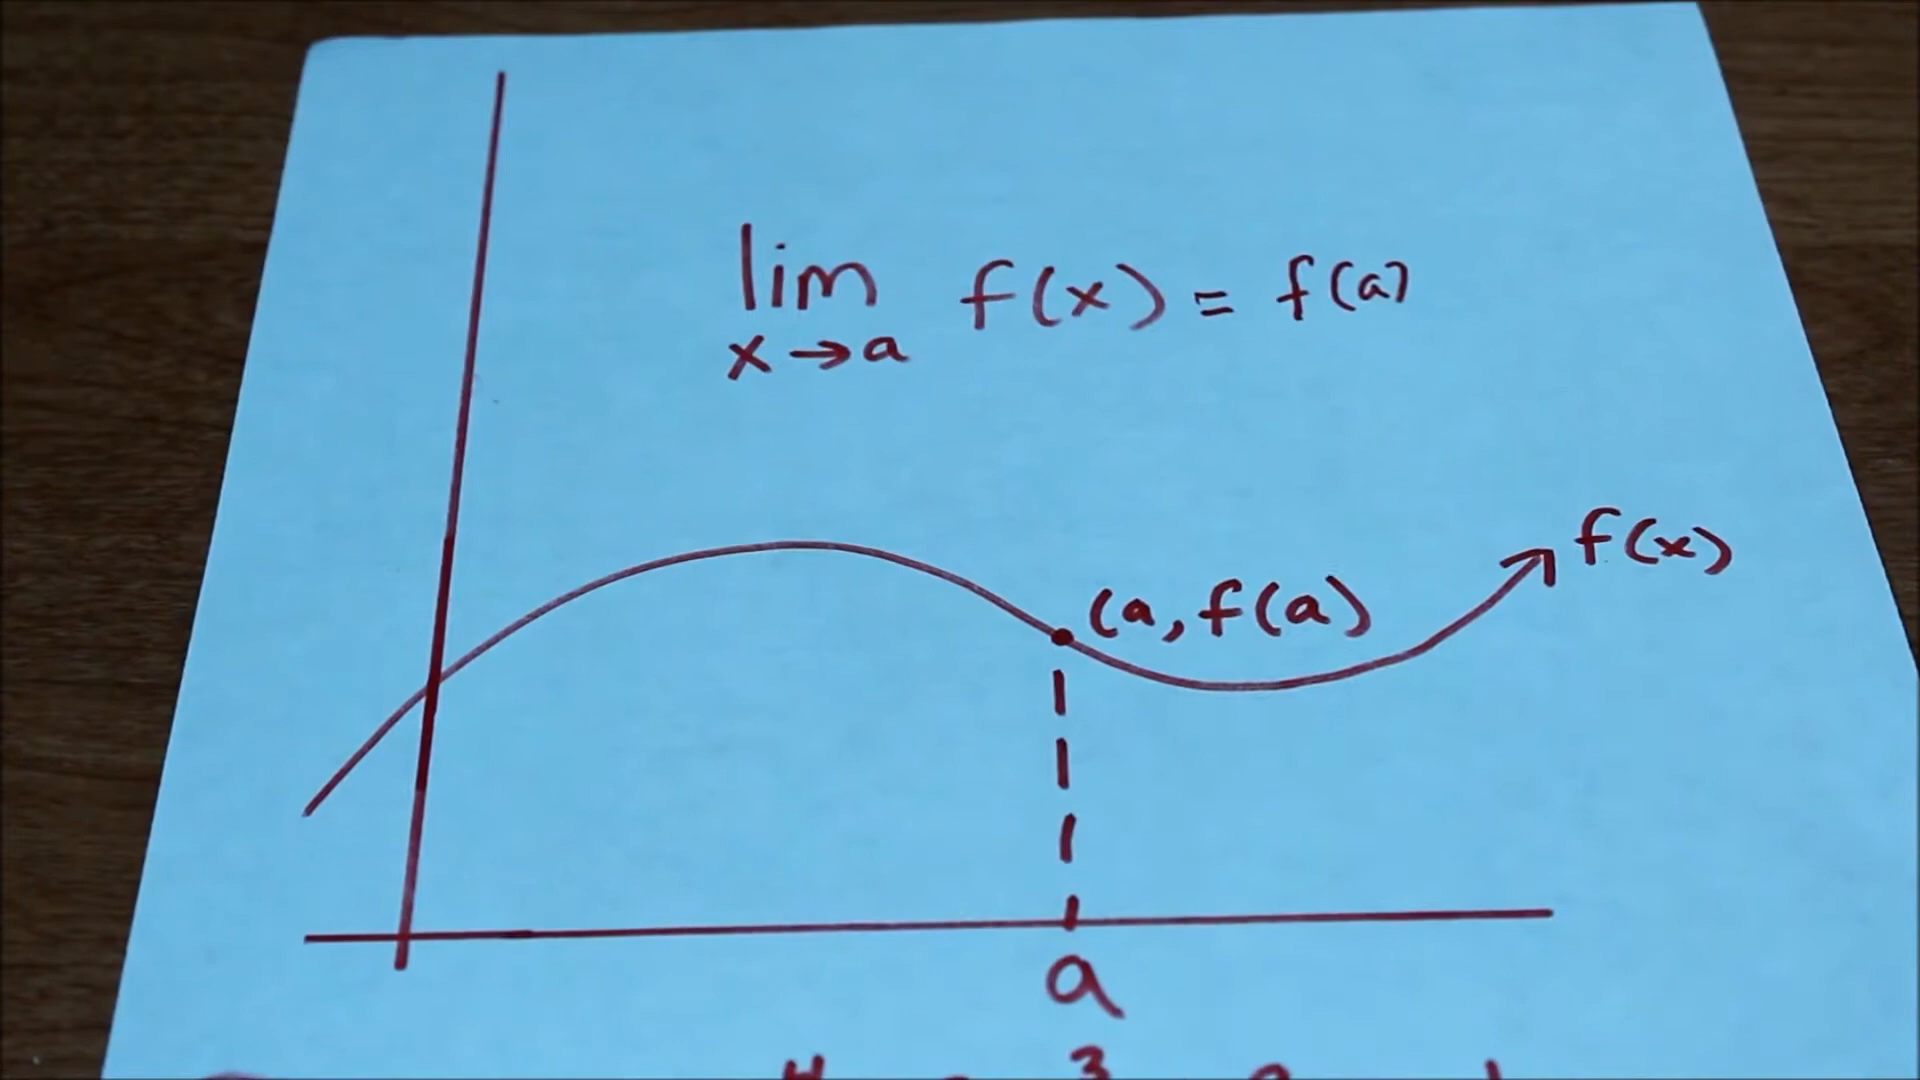 lim f(x) = f(a)
x→a
f(x)
(a, f(a)
a